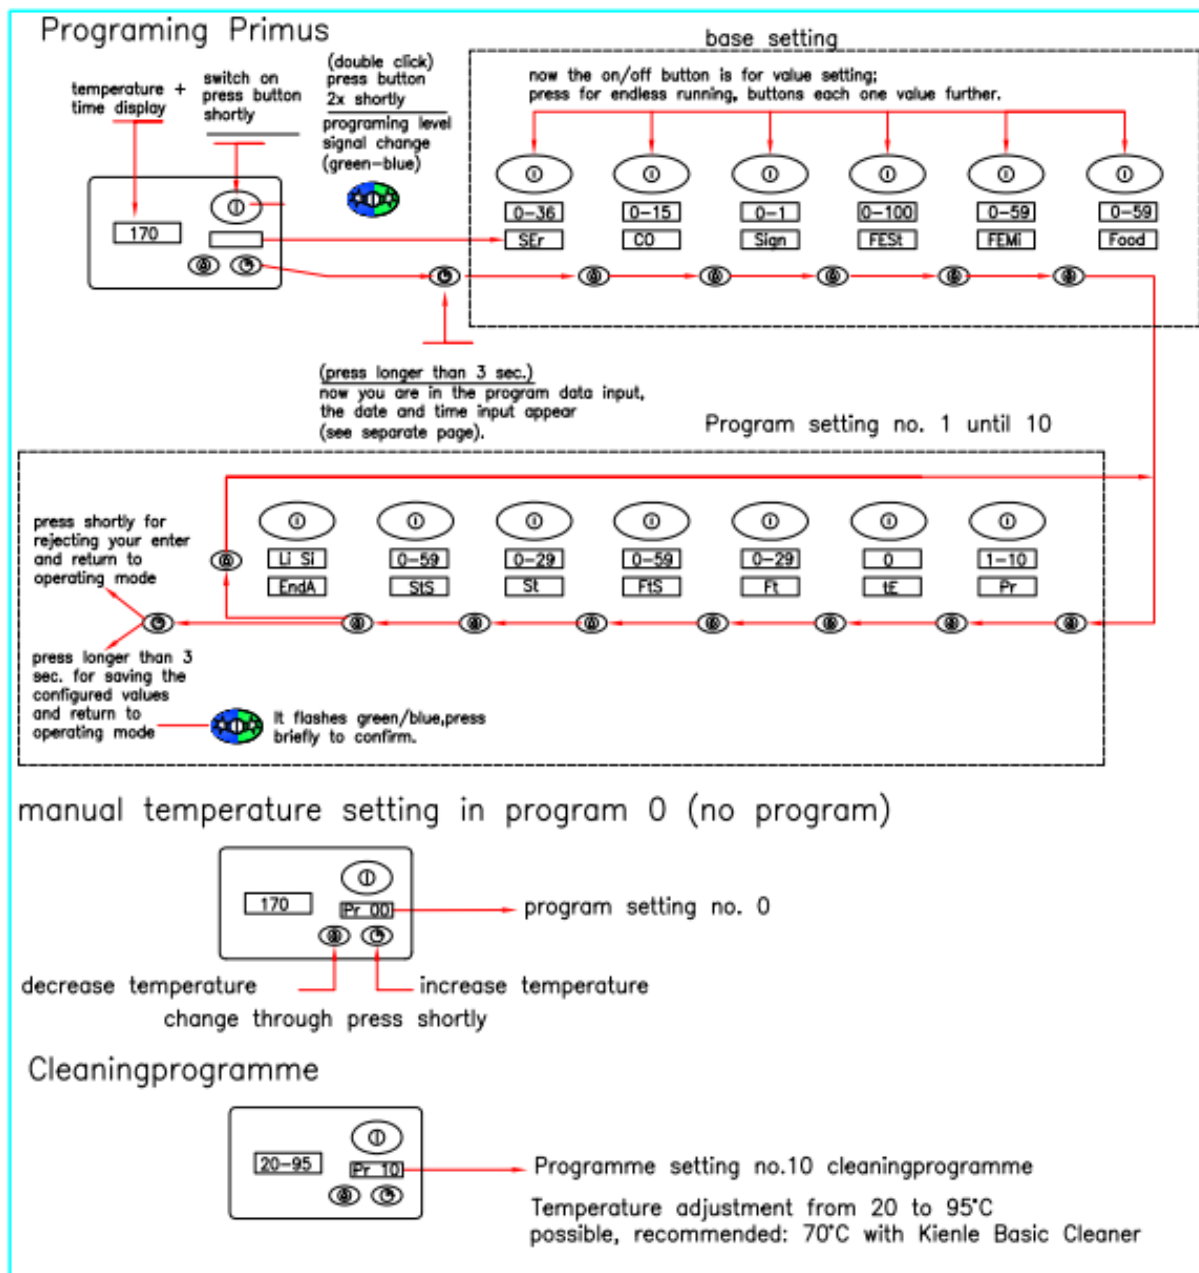 Programing Primus
temperature +
time display
switch on
press button
shortly
(double click)
press button
2x shortly
programing level
signal change
(green-blue)
base setting
now the on/off button is for value setting;
press for endless running, buttons each one value further.
170
0-36
0-15
0-1
0-100
0-59
0-59
SEr
CO
Sign
FESt
FEMi
Food
(press longer than 3 sec.)
now you are in the program data input,
the date and time input appear
(see separate page).
Program setting no. 1 until 10
press shortly for
rejecting your enter
and return to
operating mode
Li Si
0-59
0-29
0-59
0-29
0
1-10
EndA
StS
St
FtS
Ft
tE
Pr
press longer than 3
sec. for saving the
configured values
and return to
operating mode
It flashes green/blue,press
briefly to confirm.
manual temperature setting in program 0 (no program)
170
Pr 00
program setting no. 0
decrease temperature
increase temperature
change through press shortly
Cleaningprogramme
20-95
Pr 10
Programme setting no.10 cleaningprogramme
Temperature adjustment from 20 to 95°C
possible, recommended: 70°C with Kienle Basic Cleaner